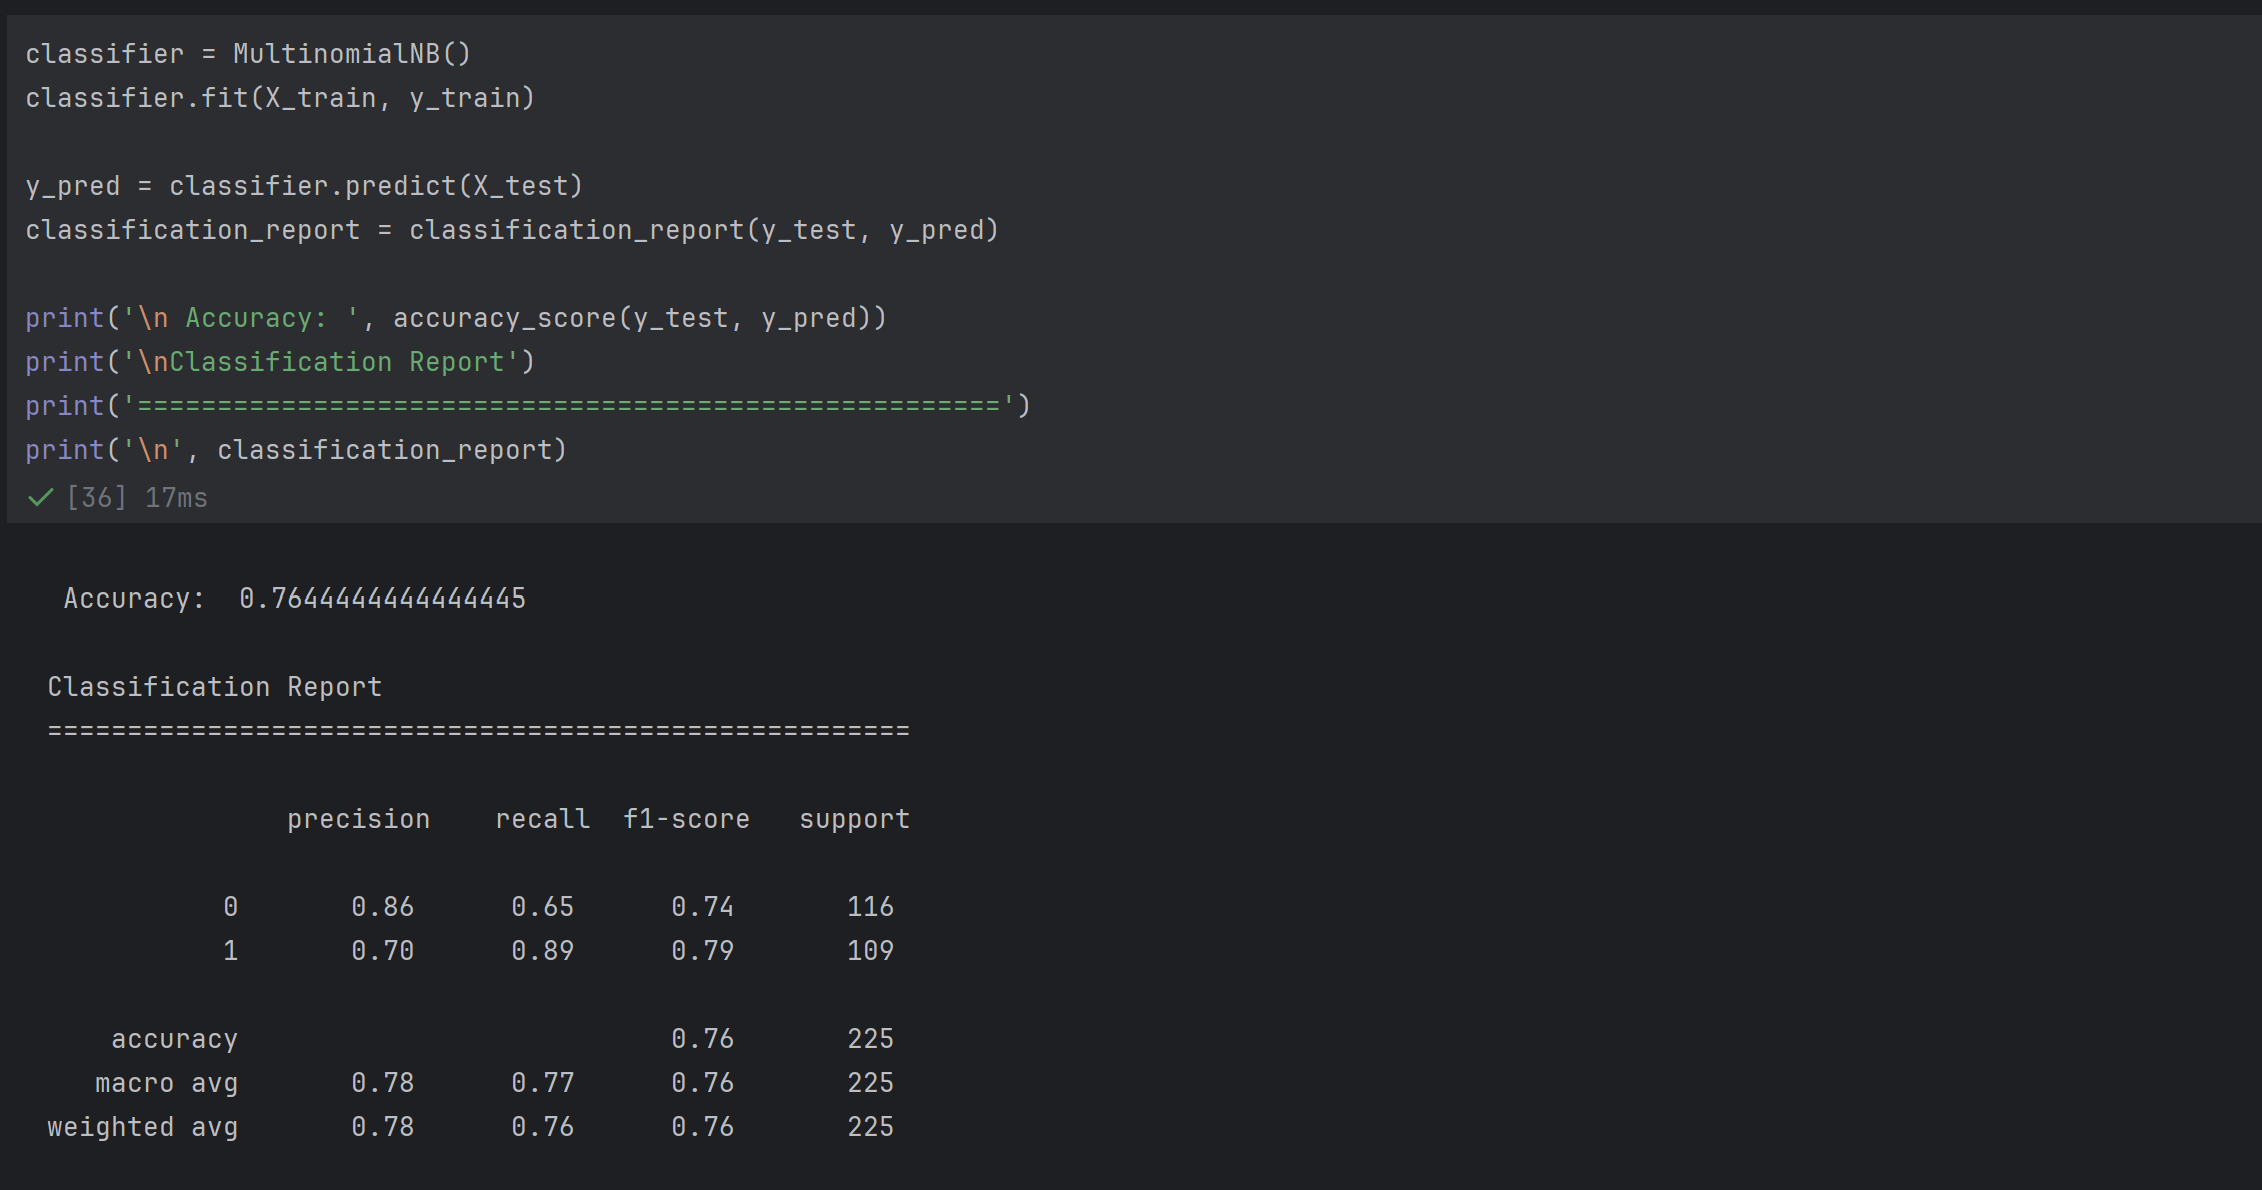 classifier = MultinomialNB()
classifier.fit(X_train, y_train)
y_pred = classifier.predict(X_test)
classification_report = classification_report(y_test, y_pred)
print('\n Accuracy: ', accuracy_score(y_test, y_pred))
print('\nClassification Report')
print('======================================================')
print('\n', classification_report)
[36] 17ms
Accuracy:  0.7644444444444445
Classification Report
======================================================
precision    recall  f1-score   support
0       0.86      0.65      0.74       116
1       0.70      0.89      0.79       109
accuracy                           0.76       225
macro avg       0.78      0.77      0.76       225
weighted avg       0.78      0.76      0.76       225